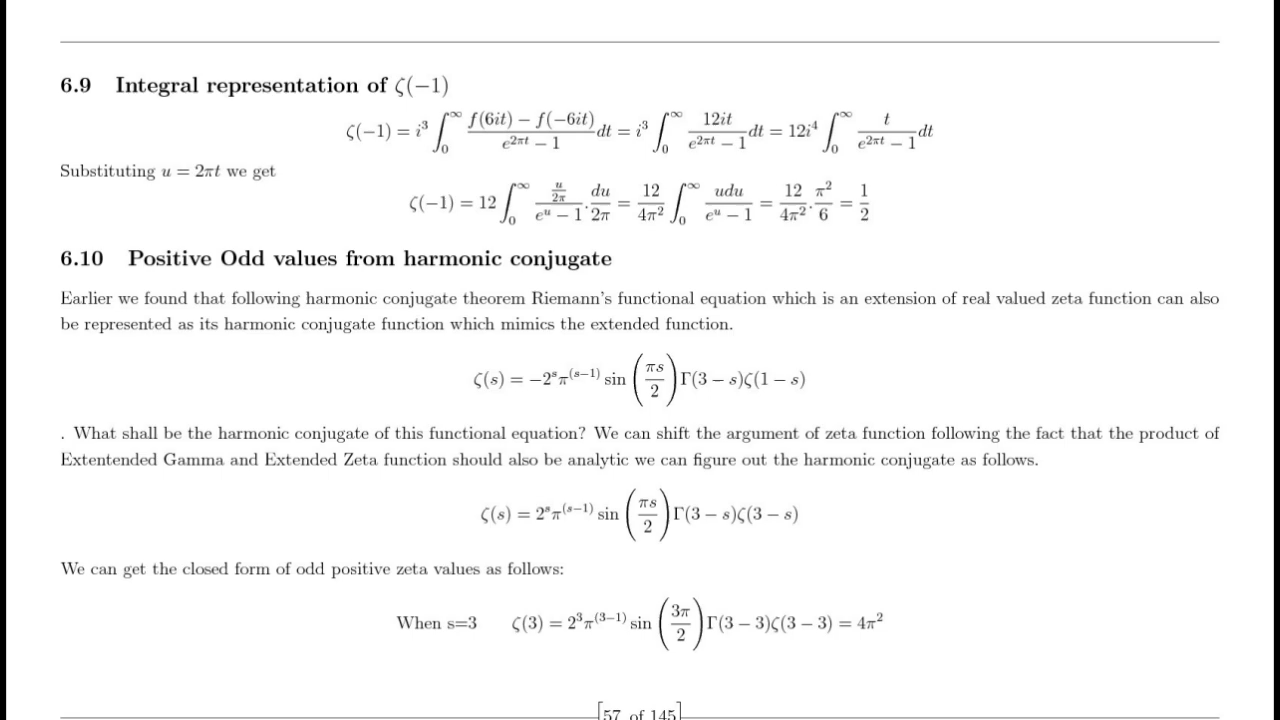 6.9 Integral representation of ζ(−1)
ζ(−1) = i³ ∫₀^∞ (f(6it) − f(−6it))/(e^{2πt} − 1) dt = i³ ∫₀^∞ 12it/(e^{2πt} − 1) dt = 12i⁴ ∫₀^∞ t/(e^{2πt} − 1) dt
Substituting u = 2πt we get
ζ(−1) = 12 ∫₀^∞ (u/2π)/(e^u − 1) . du/2π = 12/4π² ∫₀^∞ udu/(e^u − 1) = 12/4π² . π²/6 = 1/2
6.10 Positive Odd values from harmonic conjugate
Earlier we found that following harmonic conjugate theorem Riemann's functional equation which is an extension of real valued zeta function can also
be represented as its harmonic conjugate function which mimics the extended function.
ζ(s) = −2^s π^{(s−1)} sin (πs/2) Γ(3 − s)ζ(1 − s)
. What shall be the harmonic conjugate of this functional equation? We can shift the argument of zeta function following the fact that the product of
Extentended Gamma and Extended Zeta function should also be analytic we can figure out the harmonic conjugate as follows.
ζ(s) = 2^s π^{(s−1)} sin (πs/2) Γ(3 − s)ζ(3 − s)
We can get the closed form of odd positive zeta values as follows:
When s=3 ζ(3) = 2³π^{(3−1)} sin (3π/2) Γ(3 − 3)ζ(3 − 3) = 4π²
[57 of 145]